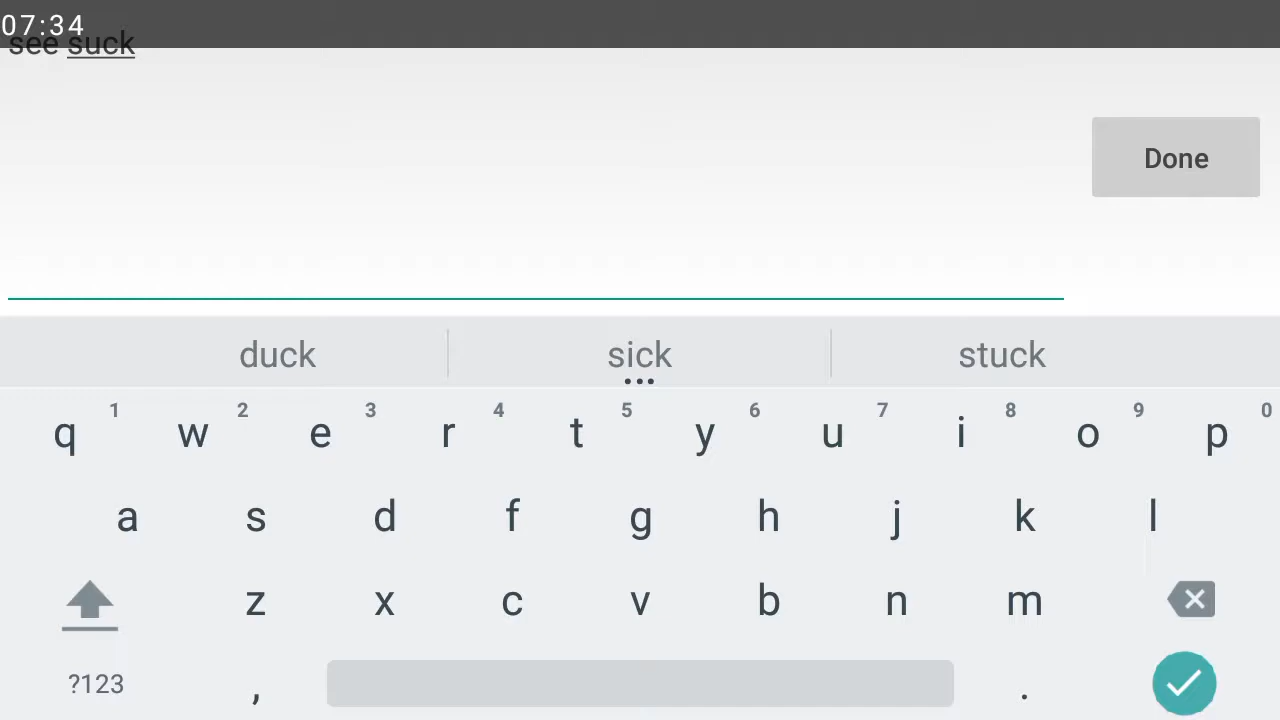 07:34
see suck
Done
duck sick stuck
q 1 w 2 e 3 r 4 t 5 y 6 u 7 i 8 o 9 p 0
a s d f g h j k l
z x c v b n m
?123 , .